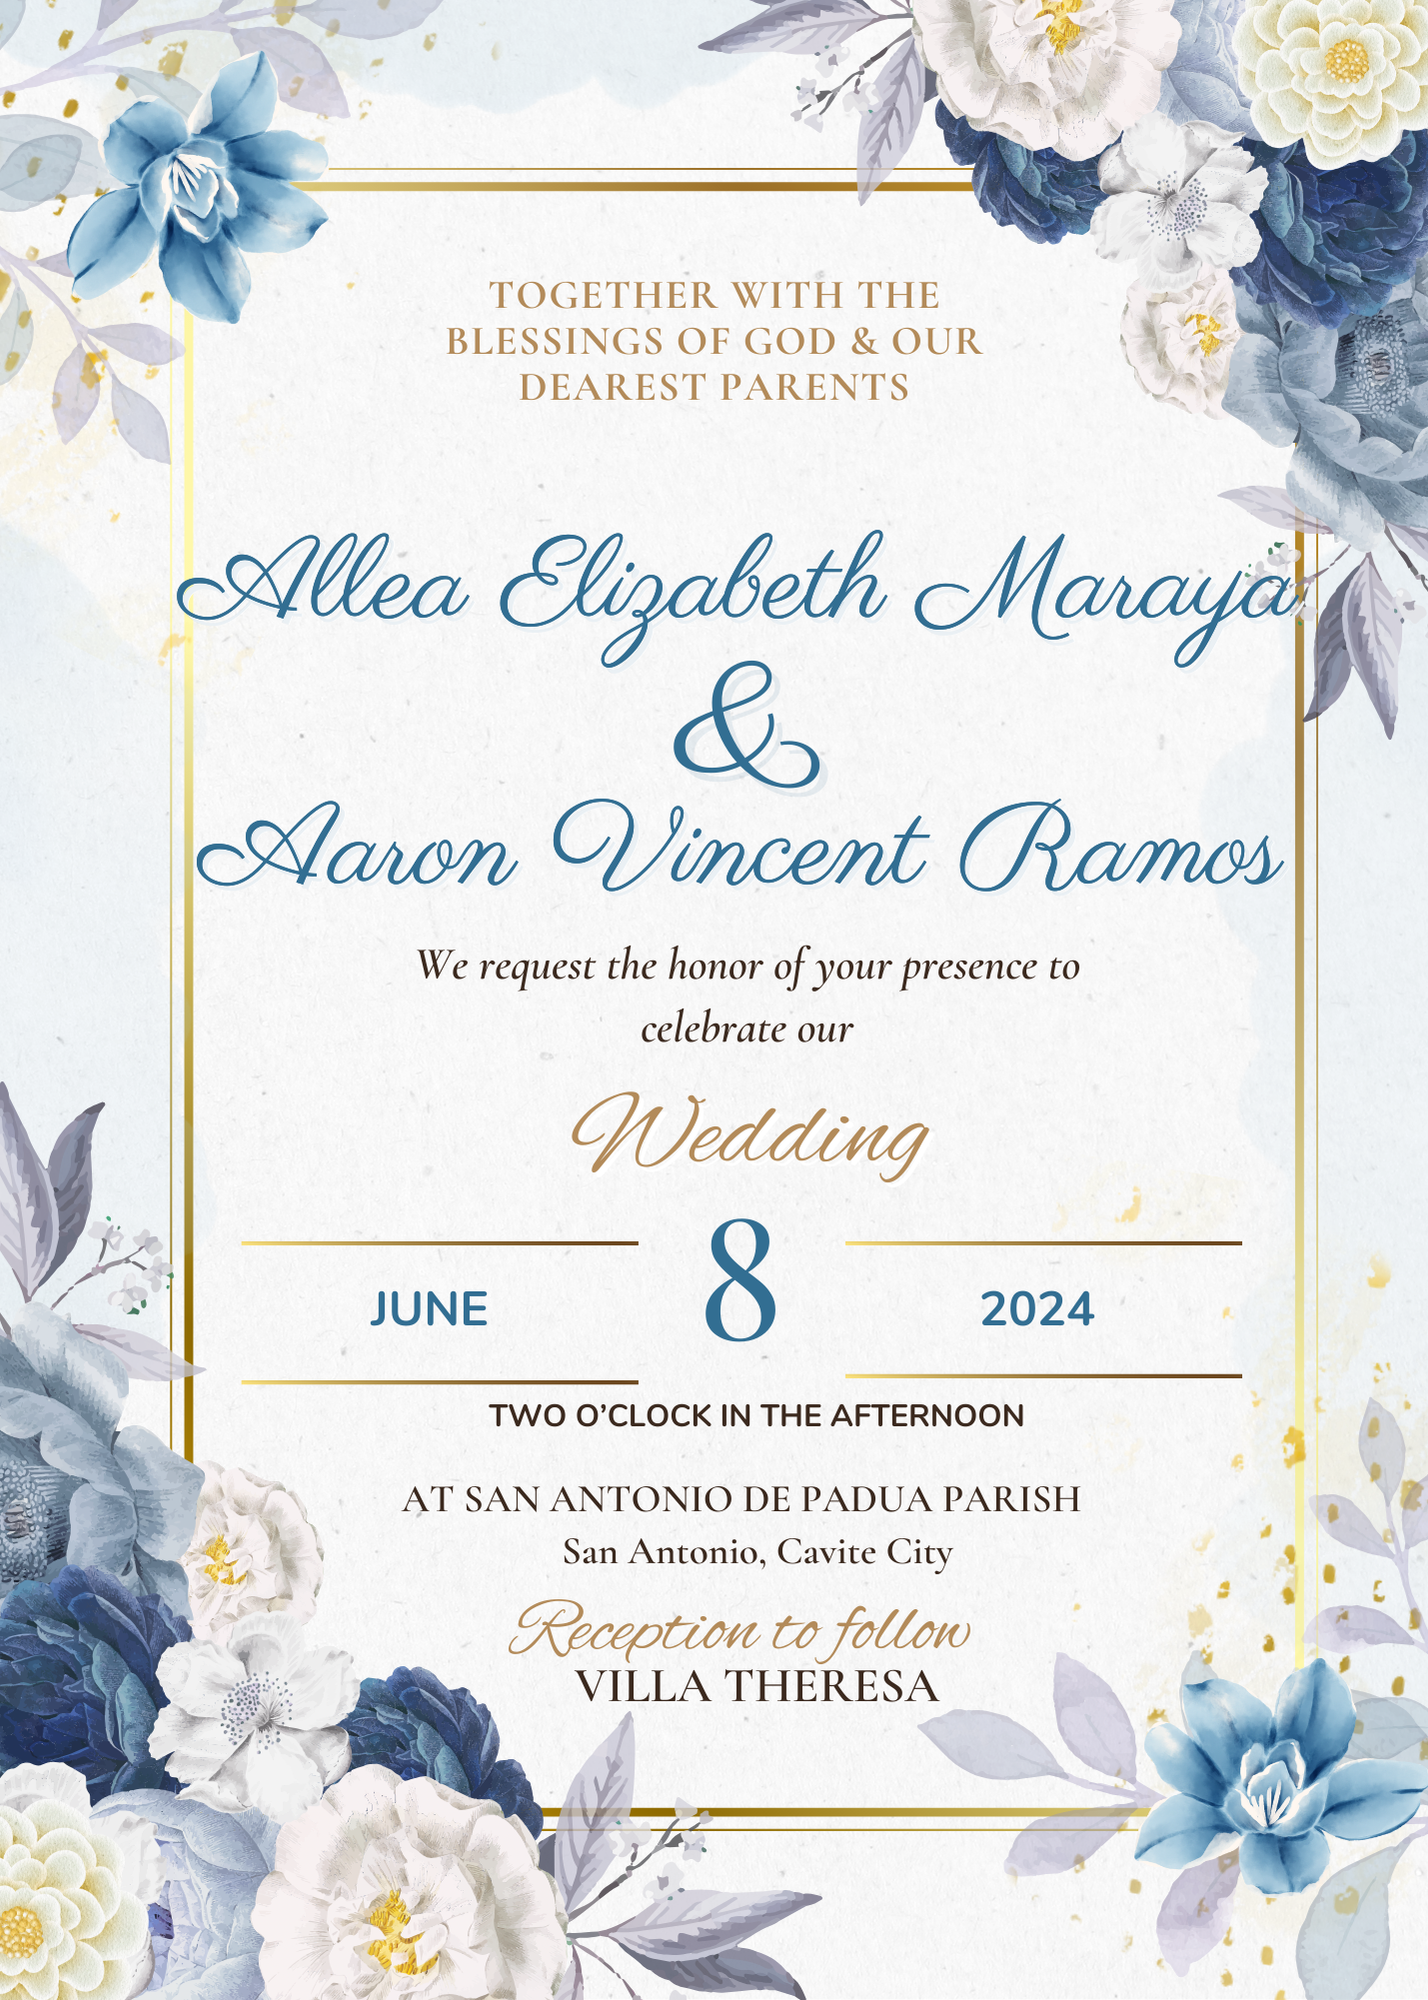 TOGETHER WITH THE
BLESSINGS OF GOD & OUR
DEAREST PARENTS
Allea Elizabeth Maraya
&
Aaron Vincent Ramos
We request the honor of your presence to
celebrate our
Wedding
JUNE 8 2024
TWO O’CLOCK IN THE AFTERNOON
AT SAN ANTONIO DE PADUA PARISH
San Antonio, Cavite City
Reception to follow
VILLA THERESA